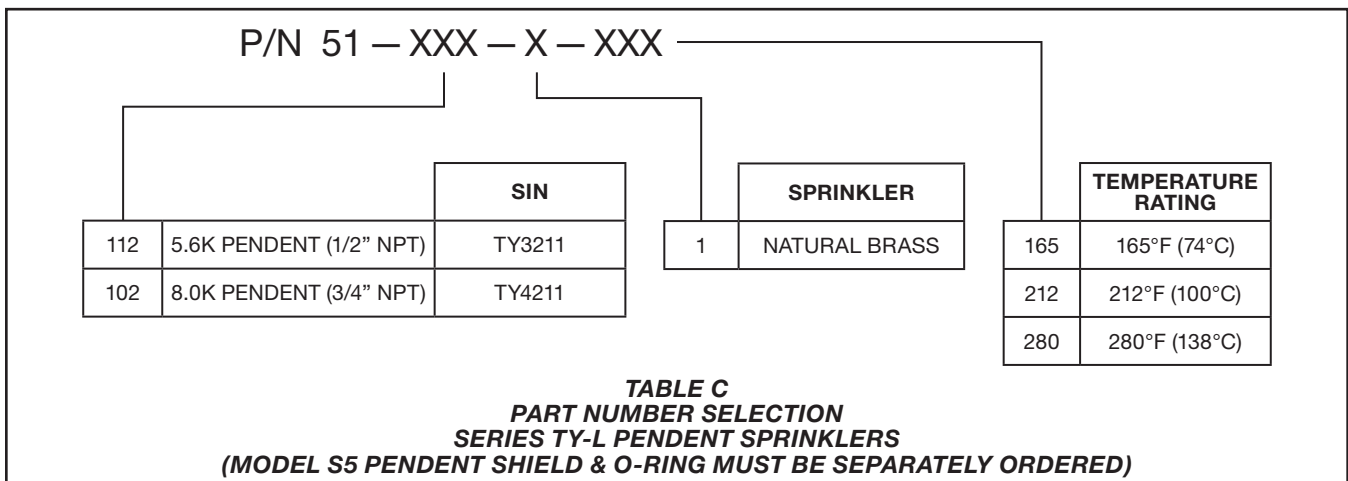 P/N 51 — XXX — X — XXX
SIN
112 5.6K PENDENT (1/2” NPT) TY3211
102 8.0K PENDENT (3/4” NPT) TY4211
SPRINKLER
1 NATURAL BRASS
TEMPERATURE
RATING
165 165°F (74°C)
212 212°F (100°C)
280 280°F (138°C)
TABLE C
PART NUMBER SELECTION
SERIES TY-L PENDENT SPRINKLERS
(MODEL S5 PENDENT SHIELD & O-RING MUST BE SEPARATELY ORDERED)